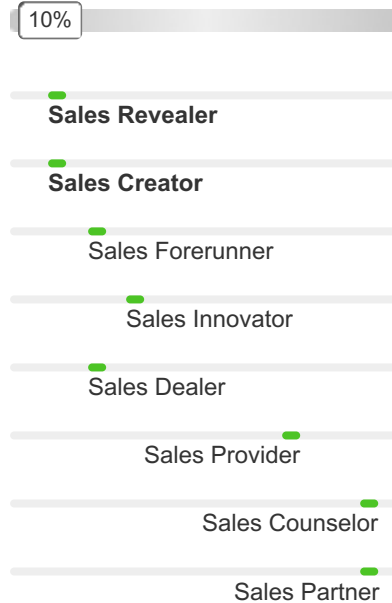 10%
Sales Revealer
Sales Creator
Sales Forerunner
Sales Innovator
Sales Dealer
Sales Provider
Sales Counselor
Sales Partner